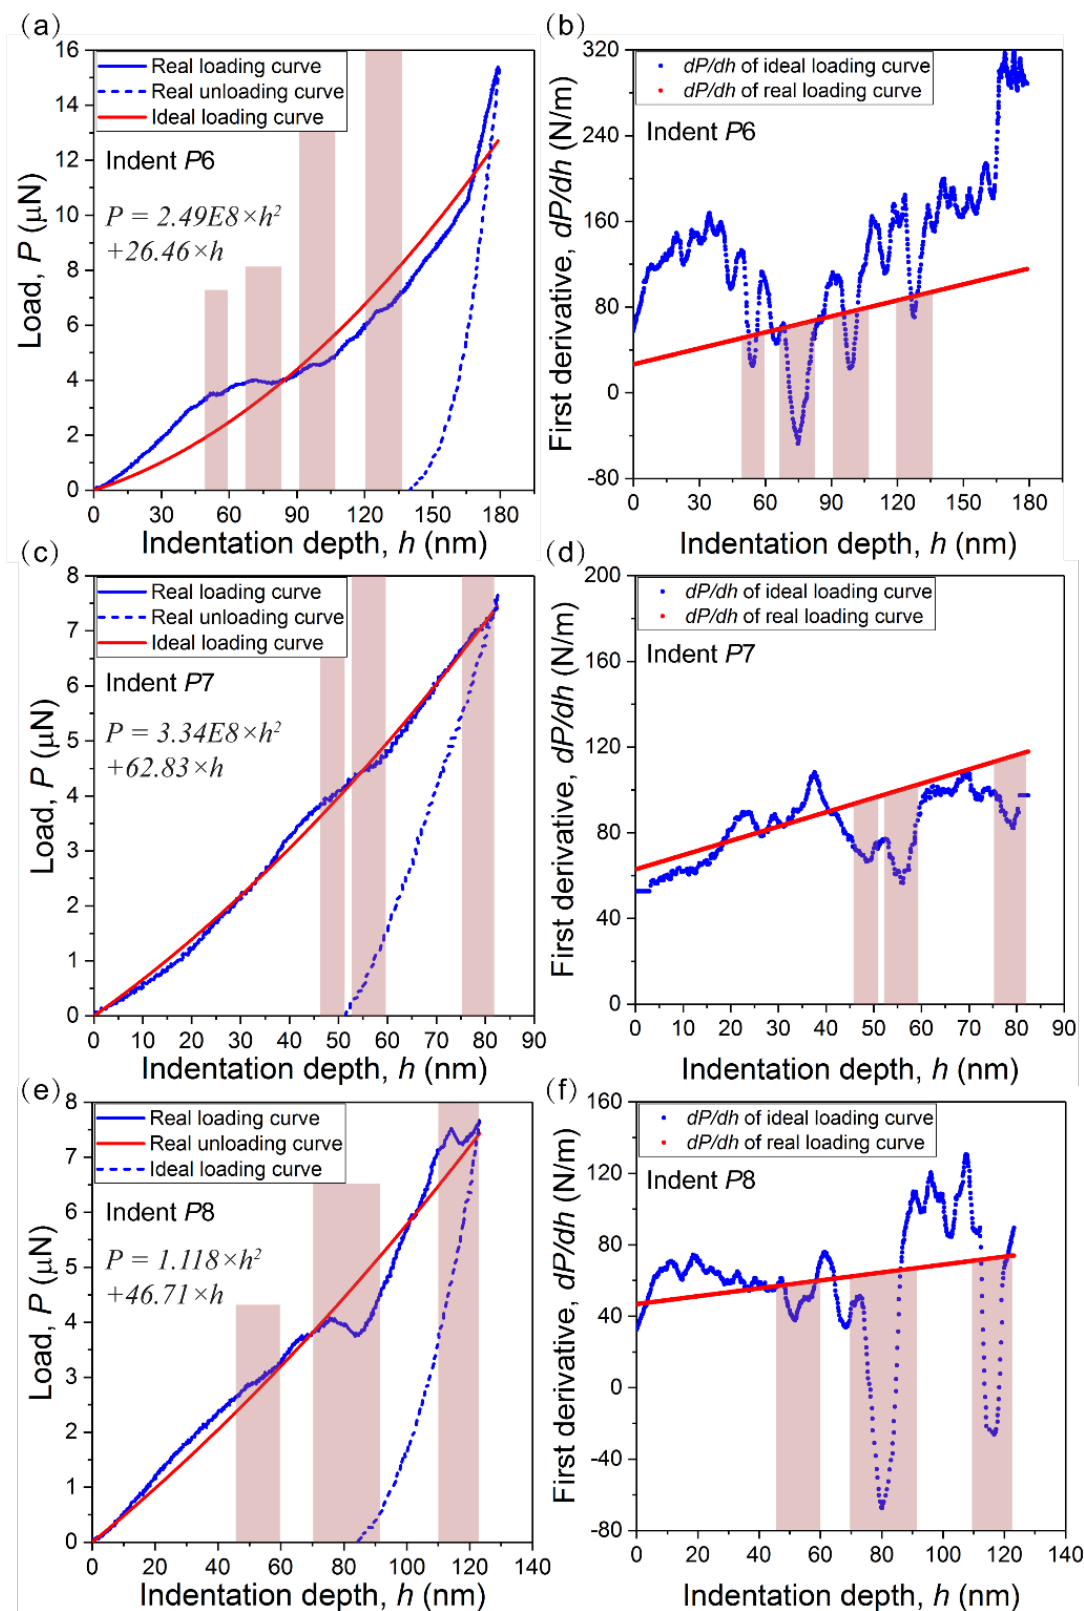 (a)
16
14
12
10
8
6
4
2
0
Load, P (μN)
Real loading curve
Real unloading curve
Ideal loading curve
Indent P6
P = 2.49E8×h²
+26.46×h
0 30 60 90 120 150 180
Indentation depth, h (nm)
(b)
320
240
160
80
0
-80
First derivative, dP/dh (N/m)
dP/dh of ideal loading curve
dP/dh of real loading curve
Indent P6
0 30 60 90 120 150 180
Indentation depth, h (nm)
(c)
8
7
6
5
4
3
2
1
0
Load, P (μN)
Real loading curve
Real unloading curve
Ideal loading curve
Indent P7
P = 3.34E8×h²
+62.83×h
0 10 20 30 40 50 60 70 80 90
Indentation depth, h (nm)
(d)
200
160
120
80
40
0
First derivative, dP/dh (N/m)
dP/dh of ideal loading curve
dP/dh of real loading curve
Indent P7
0 10 20 30 40 50 60 70 80 90
Indentation depth, h (nm)
(e)
8
7
6
5
4
3
2
1
0
Load, P (μN)
Real loading curve
Real unloading curve
Ideal loading curve
Indent P8
P = 1.118×h²
+46.71×h
0 20 40 60 80 100 120 140
Indentation depth, h (nm)
(f)
160
120
80
40
0
-40
-80
First derivative, dP/dh (N/m)
dP/dh of ideal loading curve
dP/dh of real loading curve
Indent P8
0 20 40 60 80 100 120 140
Indentation depth, h (nm)